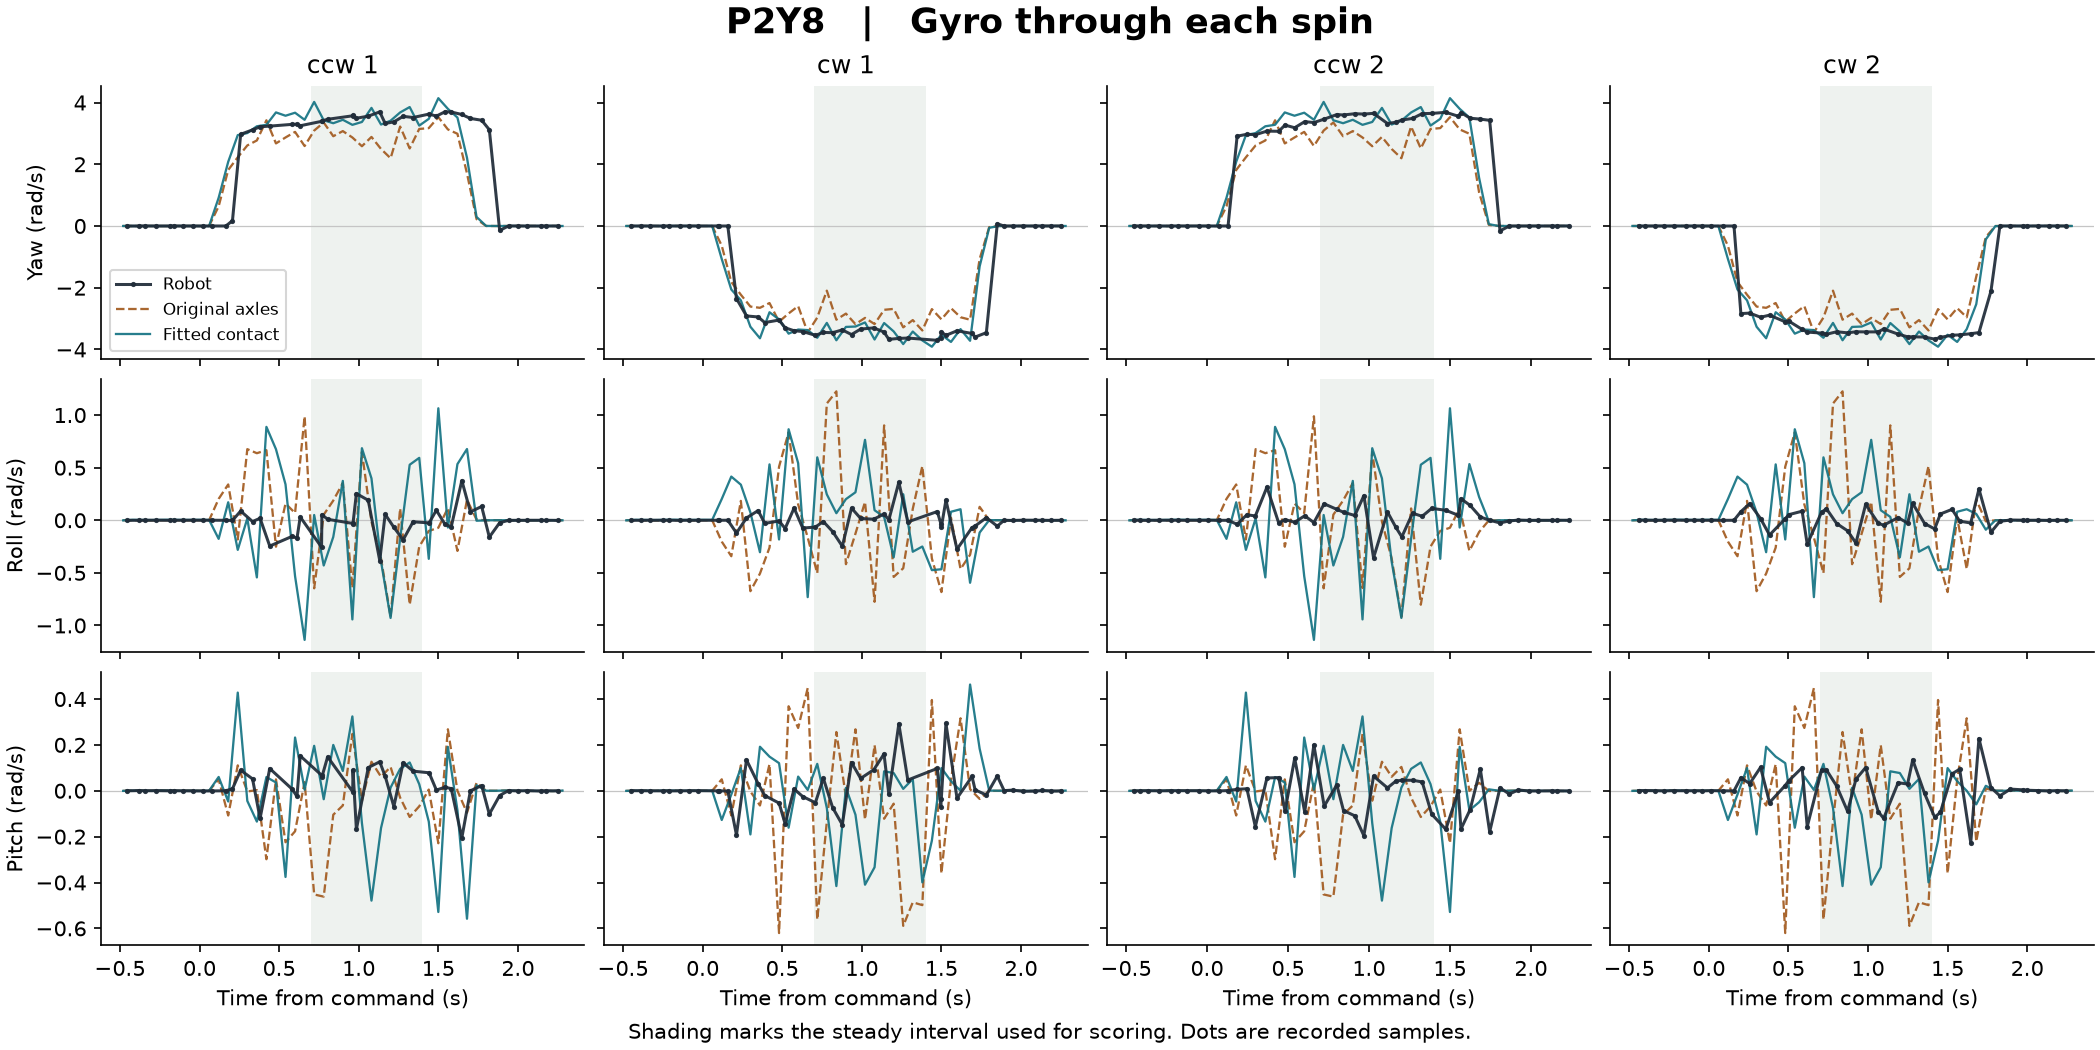 P2Y8 | Gyro through each spin
ccw 1
cw 1
ccw 2
cw 2
Yaw (rad/s)
4
2
0
−2
−4
Robot
Original axles
Fitted contact
Roll (rad/s)
1.0
0.5
0.0
−0.5
−1.0
Pitch (rad/s)
0.4
0.2
0.0
−0.2
−0.4
−0.6
−0.5 0.0 0.5 1.0 1.5 2.0
−0.5 0.0 0.5 1.0 1.5 2.0
−0.5 0.0 0.5 1.0 1.5 2.0
−0.5 0.0 0.5 1.0 1.5 2.0
Time from command (s)
Time from command (s)
Time from command (s)
Time from command (s)
Shading marks the steady interval used for scoring. Dots are recorded samples.